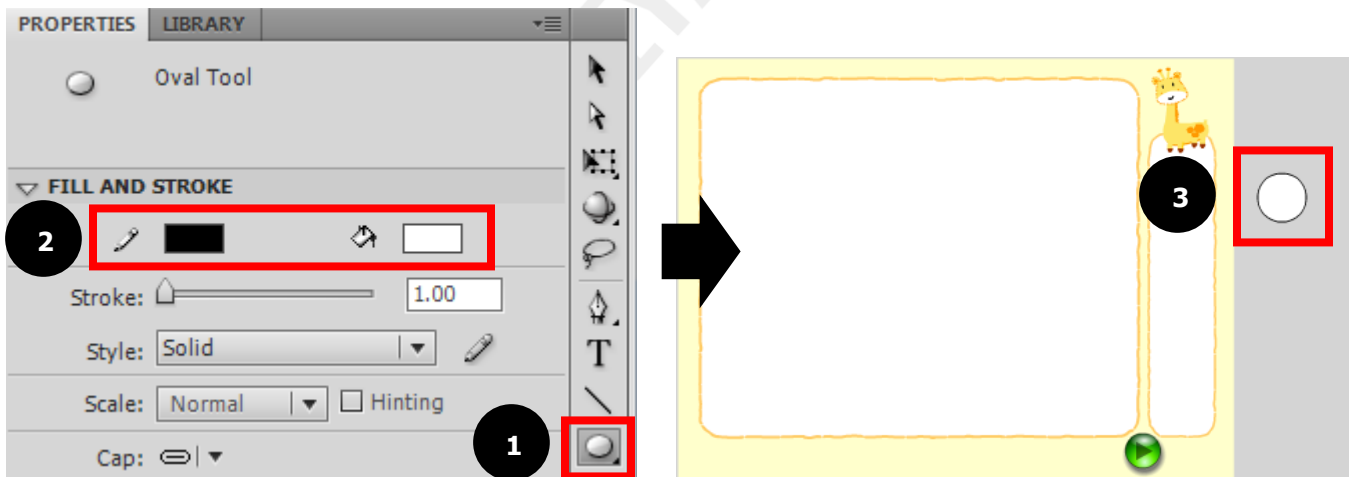 PROPERTIES LIBRARY
Oval Tool
FILL AND STROKE
2
Stroke: 1.00
Style: Solid
Scale: Normal Hinting
Cap:
1
T
3